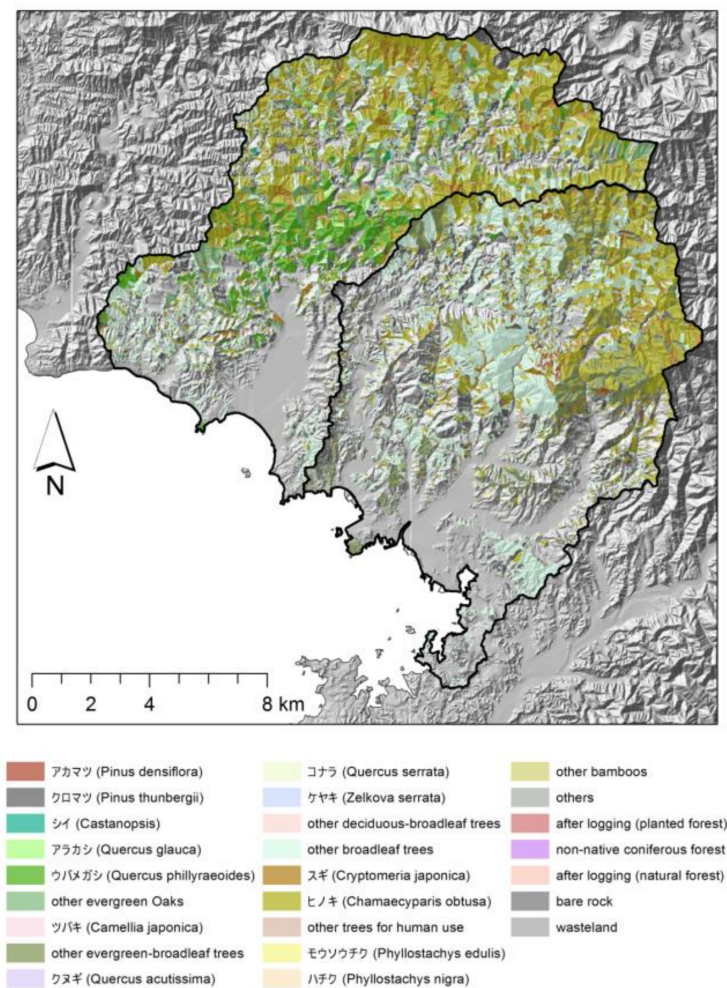 N
0 2 4 8 km
アカマツ (Pinus densiflora)
クロマツ (Pinus thunbergii)
シイ (Castanopsis)
アラカシ (Quercus glauca)
ウバメガシ (Quercus phillyraeoides)
other evergreen Oaks
ツバキ (Camellia japonica)
other evergreen-broadleaf trees
クヌギ (Quercus acutissima)
コナラ (Quercus serrata)
ケヤキ (Zelkova serrata)
other deciduous-broadleaf trees
other broadleaf trees
スギ (Cryptomeria japonica)
ヒノキ (Chamaecyparis obtusa)
other trees for human use
モウソウチク (Phyllostachys edulis)
ハチク (Phyllostachys nigra)
other bamboos
others
after logging (planted forest)
non-native coniferous forest
after logging (natural forest)
bare rock
wasteland